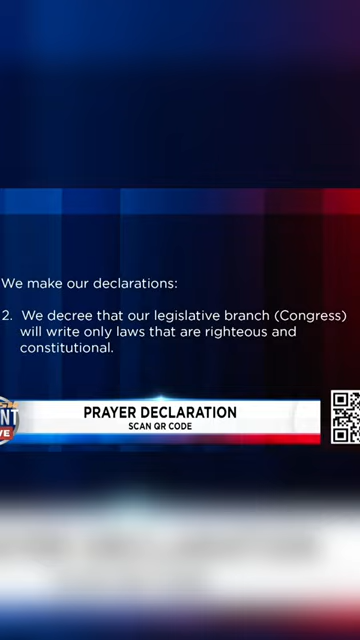 We make our declarations:
2. We decree that our legislative branch (Congress)
will write only laws that are righteous and
constitutional.
PRAYER DECLARATION
SCAN QR CODE